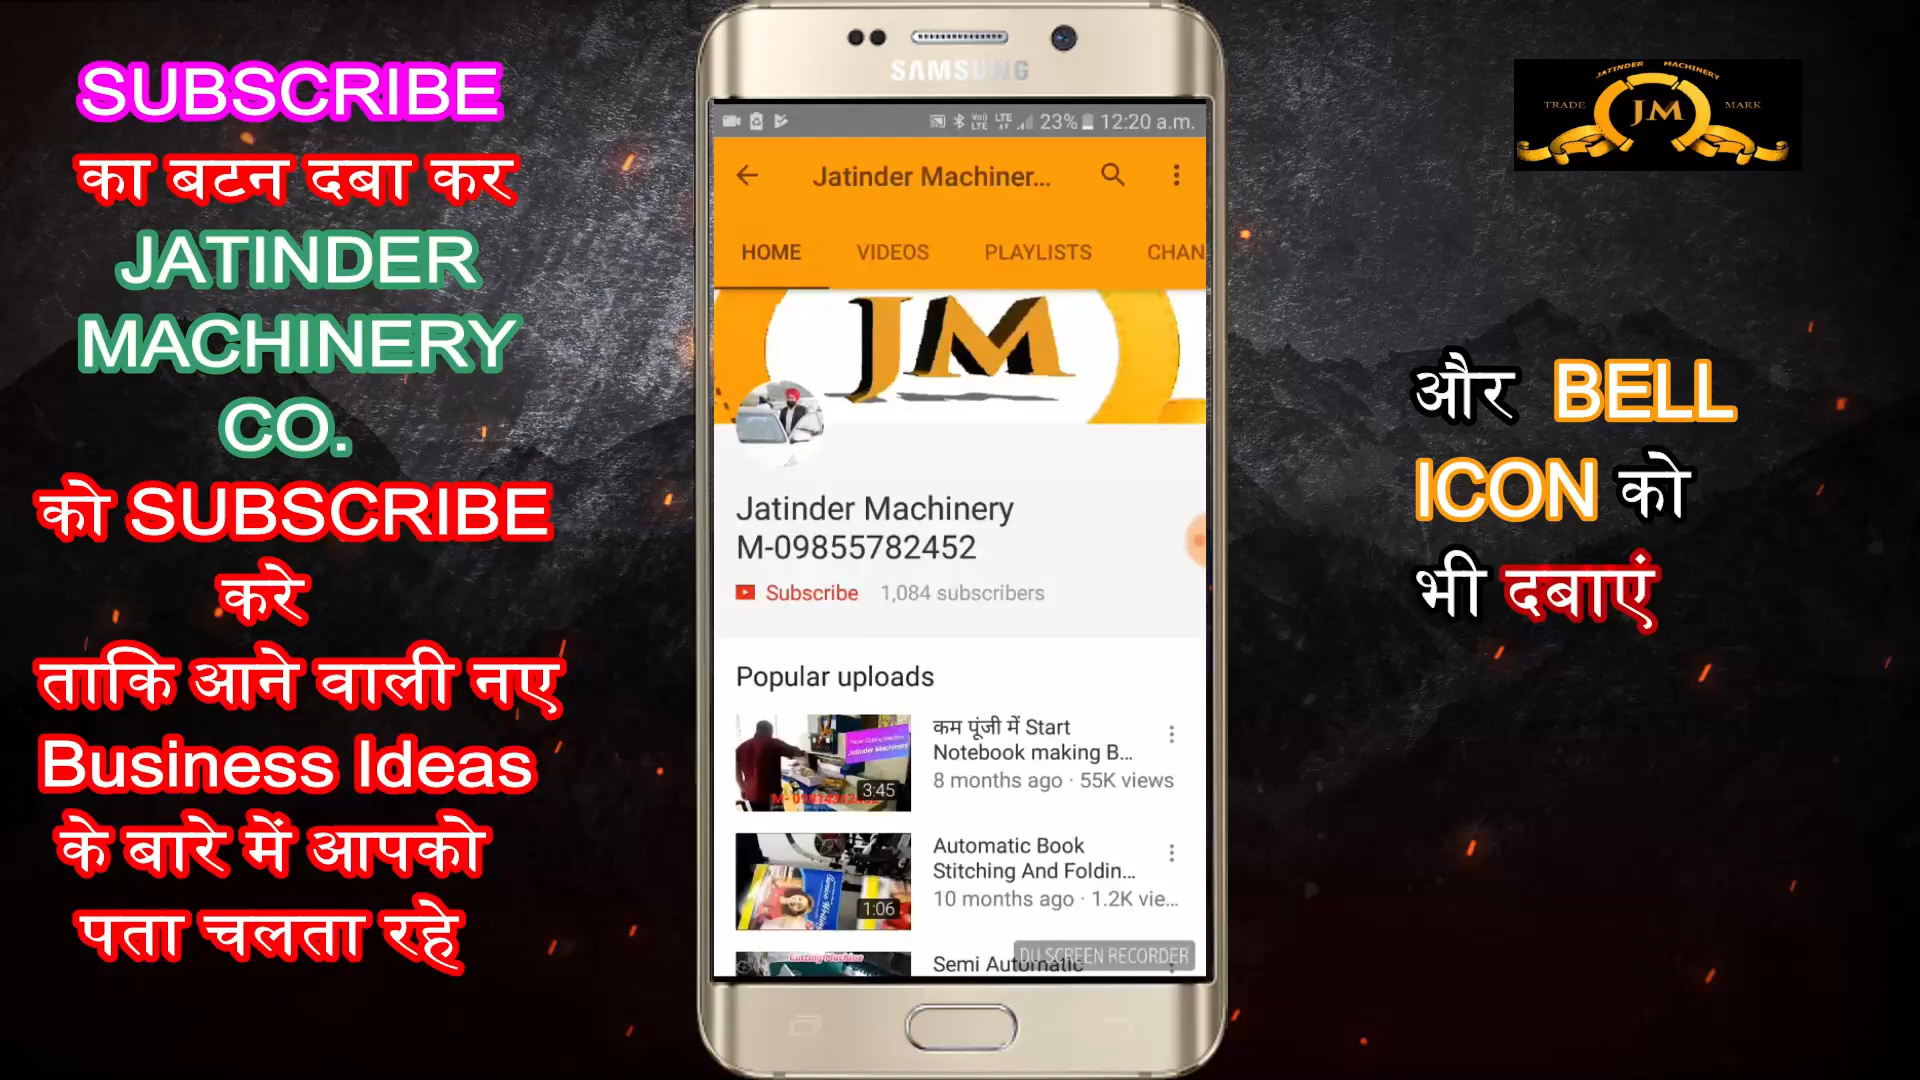 SUBSCRIBE
का बटन दबा कर
JATINDER
MACHINERY
CO.
को SUBSCRIBE
करे
ताकि आने वाली नए
Business Ideas
के बारे में आपको
पता चलता रहे
SAMSUNG
23% 12:20 a.m.
Jatinder Machiner...
HOME VIDEOS PLAYLISTS CHAN
JM
Jatinder Machinery
M-09855782452
Subscribe 1,084 subscribers
Popular uploads
कम पूंजी में Start
Notebook making B...
8 months ago · 55K views
3:45
Automatic Book
Stitching And Foldin...
10 months ago · 1.2K vie...
1:06
Cutting Machine
Semi Automatic
DU SCREEN RECORDER
JATINDER MACHINERY
TRADE JM MARK
और BELL
ICON को
भी दबाएं